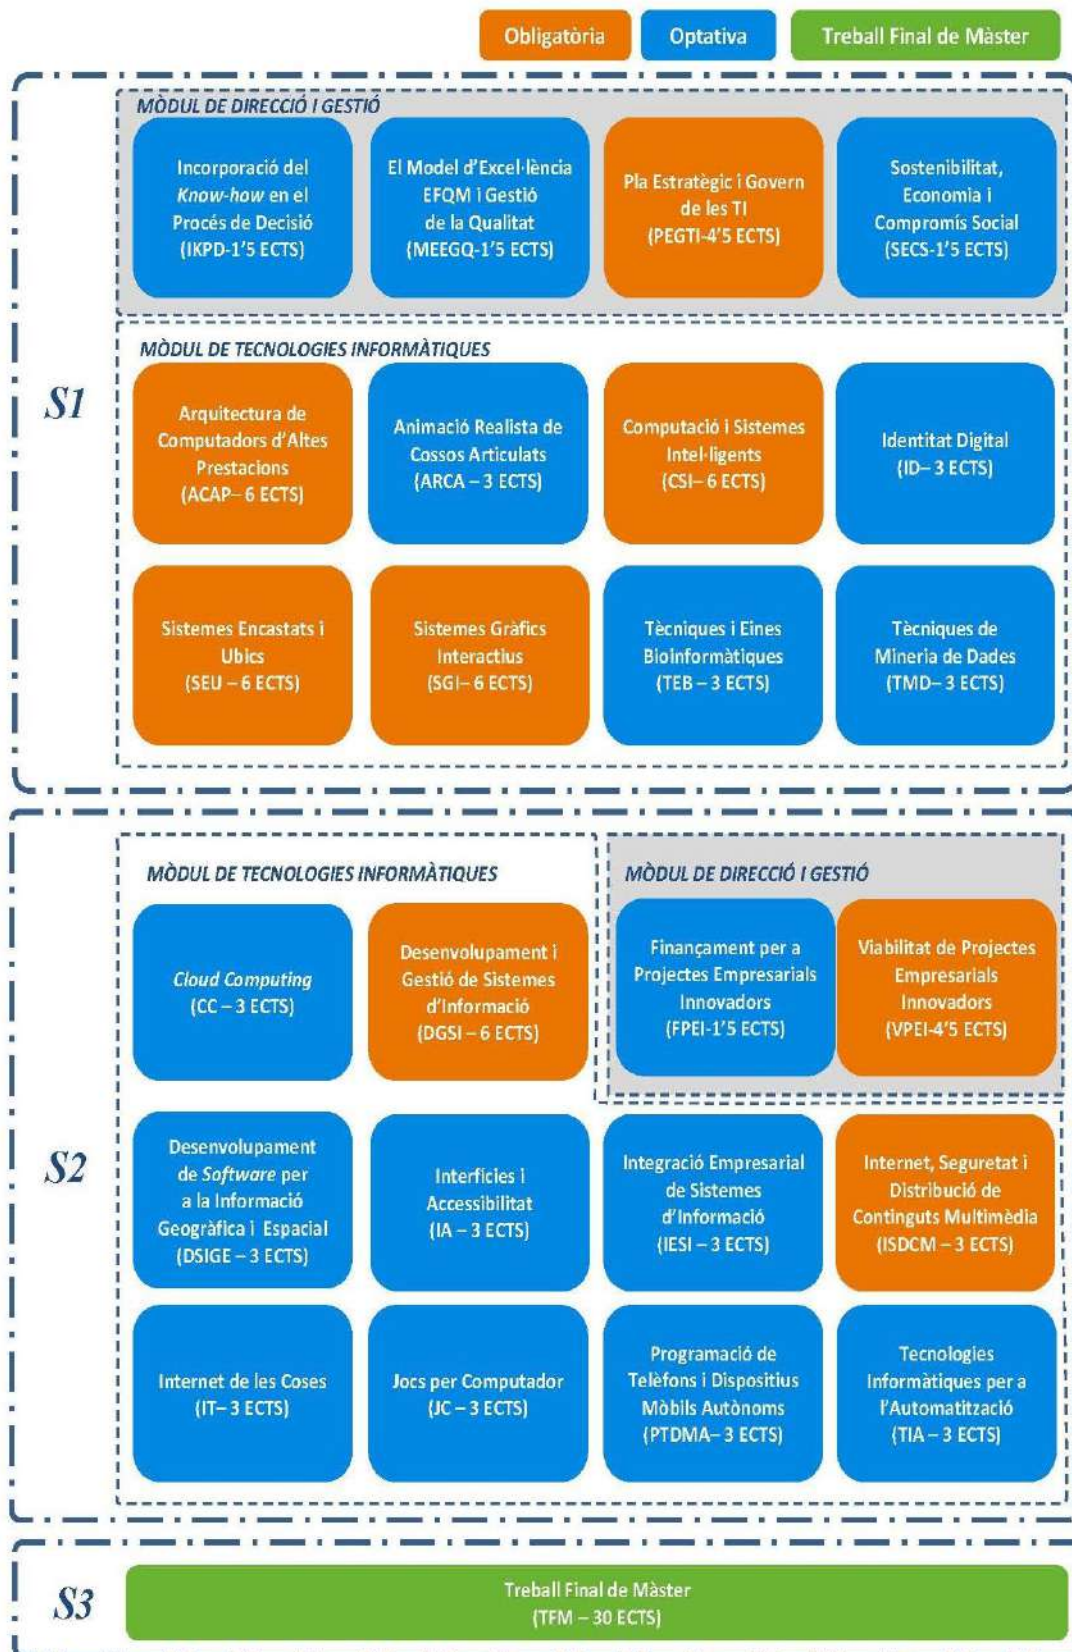 Obligatòria
Optativa
Treball Final de Màster
MÒDUL DE DIRECCIÓ I GESTIÓ
Incorporació del
Know-how en el
Procés de Decisió
(IKPD-1'5 ECTS)
El Model d'Excel·lència
EFQM i Gestió
de la Qualitat
(MEEGQ-1'5 ECTS)
Pla Estratègic i Govern
de les TI
(PEGTI-4'5 ECTS)
Sostenibilitat,
Economia i
Compromís Social
(SECS-1'5 ECTS)
S1
MÒDUL DE TECNOLOGIES INFORMÀTIQUES
Arquitectura de
Computadors d'Altes
Prestacions
(ACAP– 6 ECTS)
Animació Realista de
Cossos Articulats
(ARCA – 3 ECTS)
Computació i Sistemes
Intel·ligents
(CSI– 6 ECTS)
Identitat Digital
(ID– 3 ECTS)
Sistemes Encastats i
Ubics
(SEU – 6 ECTS)
Sistemes Gràfics
Interactius
(SGI– 6 ECTS)
Tècniques i Eines
Bioinformàtiques
(TEB – 3 ECTS)
Tècniques de
Mineria de Dades
(TMD– 3 ECTS)
S2
MÒDUL DE TECNOLOGIES INFORMÀTIQUES
Cloud Computing
(CC – 3 ECTS)
Desenvolupament i
Gestió de Sistemes
d'Informació
(DGSI – 6 ECTS)
MÒDUL DE DIRECCIÓ I GESTIÓ
Finançament per a
Projectes Empresarials
Innovadors
(FPEI-1'5 ECTS)
Viabilitat de Projectes
Empresarials
Innovadors
(VPEI-4'5 ECTS)
Desenvolupament
de Software per
a la Informació
Geogràfica i Espacial
(DSIGE – 3 ECTS)
Interfícies i
Accessibilitat
(IA – 3 ECTS)
Integració Empresarial
de Sistemes
d'Informació
(IESI – 3 ECTS)
Internet, Seguretat i
Distribució de
Continguts Multimèdia
(ISDCM – 3 ECTS)
Internet de les Coses
(IT– 3 ECTS)
Jocs per Computador
(JC – 3 ECTS)
Programació de
Telèfons i Dispositius
Mòbils Autònoms
(PTDMA– 3 ECTS)
Tecnologies
Informàtiques per a
l'Automatització
(TIA – 3 ECTS)
S3
Treball Final de Màster
(TFM – 30 ECTS)